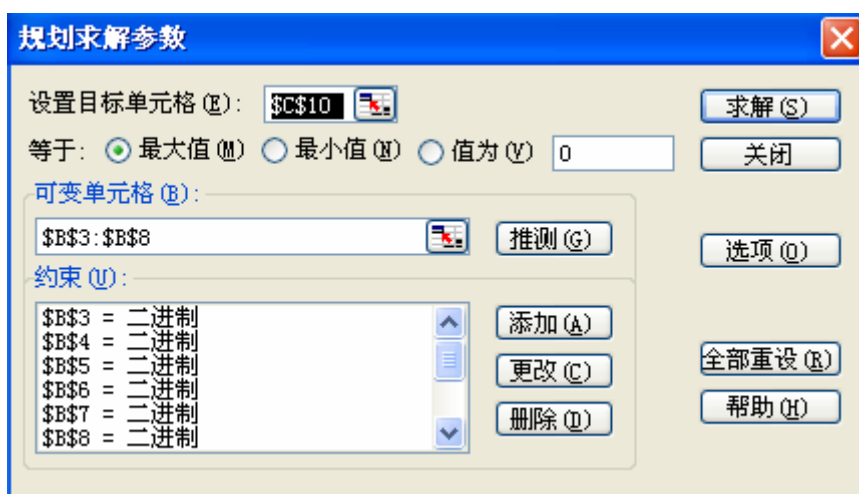 规划求解参数
设置目标单元格(E): $C$10 求解(S)
等于: 最大值(M) 最小值(N) 值为(V) 0 关闭
可变单元格(B):
$B$3:$B$8 推测(G) 选项(O)
约束(U):
$B$3 = 二进制 添加(A)
$B$4 = 二进制
$B$5 = 二进制 更改(C) 全部重设(R)
$B$6 = 二进制
$B$7 = 二进制 删除(D) 帮助(H)
$B$8 = 二进制